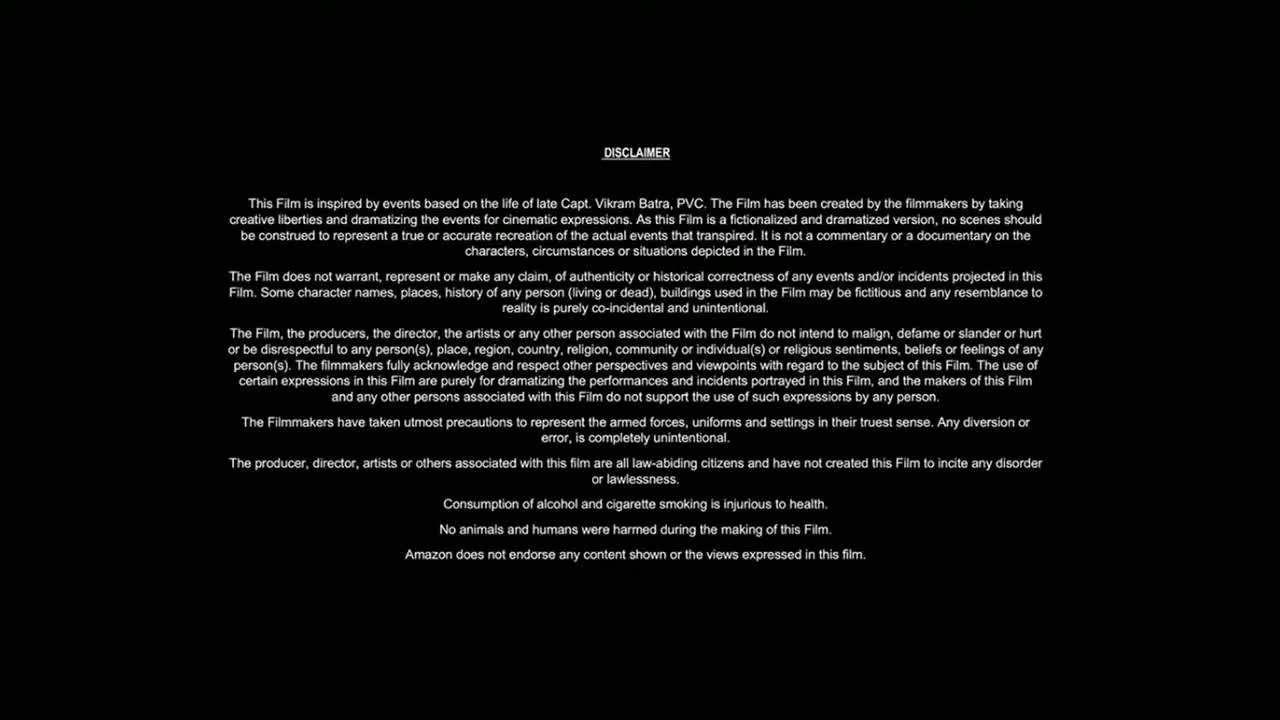 DISCLAIMER
This Film is inspired by events based on the life of late Capt. Vikram Batra, PVC. The Film has been created by the filmmakers by taking
creative liberties and dramatizing the events for cinematic expressions. As this Film is a fictionalized and dramatized version, no scenes should
be construed to represent a true or accurate recreation of the actual events that transpired. It is not a commentary or a documentary on the
characters, circumstances or situations depicted in the Film.
The Film does not warrant, represent or make any claim, of authenticity or historical correctness of any events and/or incidents projected in this
Film. Some character names, places, history of any person (living or dead), buildings used in the Film may be fictitious and any resemblance to
reality is purely co-incidental and unintentional.
The Film, the producers, the director, the artists or any other person associated with the Film do not intend to malign, defame or slander or hurt
or be disrespectful to any person(s), place, region, country, religion, community or individual(s) or religious sentiments, beliefs or feelings of any
person(s). The filmmakers fully acknowledge and respect other perspectives and viewpoints with regard to the subject of this Film. The use of
certain expressions in this Film are purely for dramatizing the performances and incidents portrayed in this Film, and the makers of this Film
and any other persons associated with this Film do not support the use of such expressions by any person.
The Filmmakers have taken utmost precautions to represent the armed forces, uniforms and settings in their truest sense. Any diversion or
error, is completely unintentional.
The producer, director, artists or others associated with this film are all law-abiding citizens and have not created this Film to incite any disorder
or lawlessness.
Consumption of alcohol and cigarette smoking is injurious to health.
No animals and humans were harmed during the making of this Film.
Amazon does not endorse any content shown or the views expressed in this film.